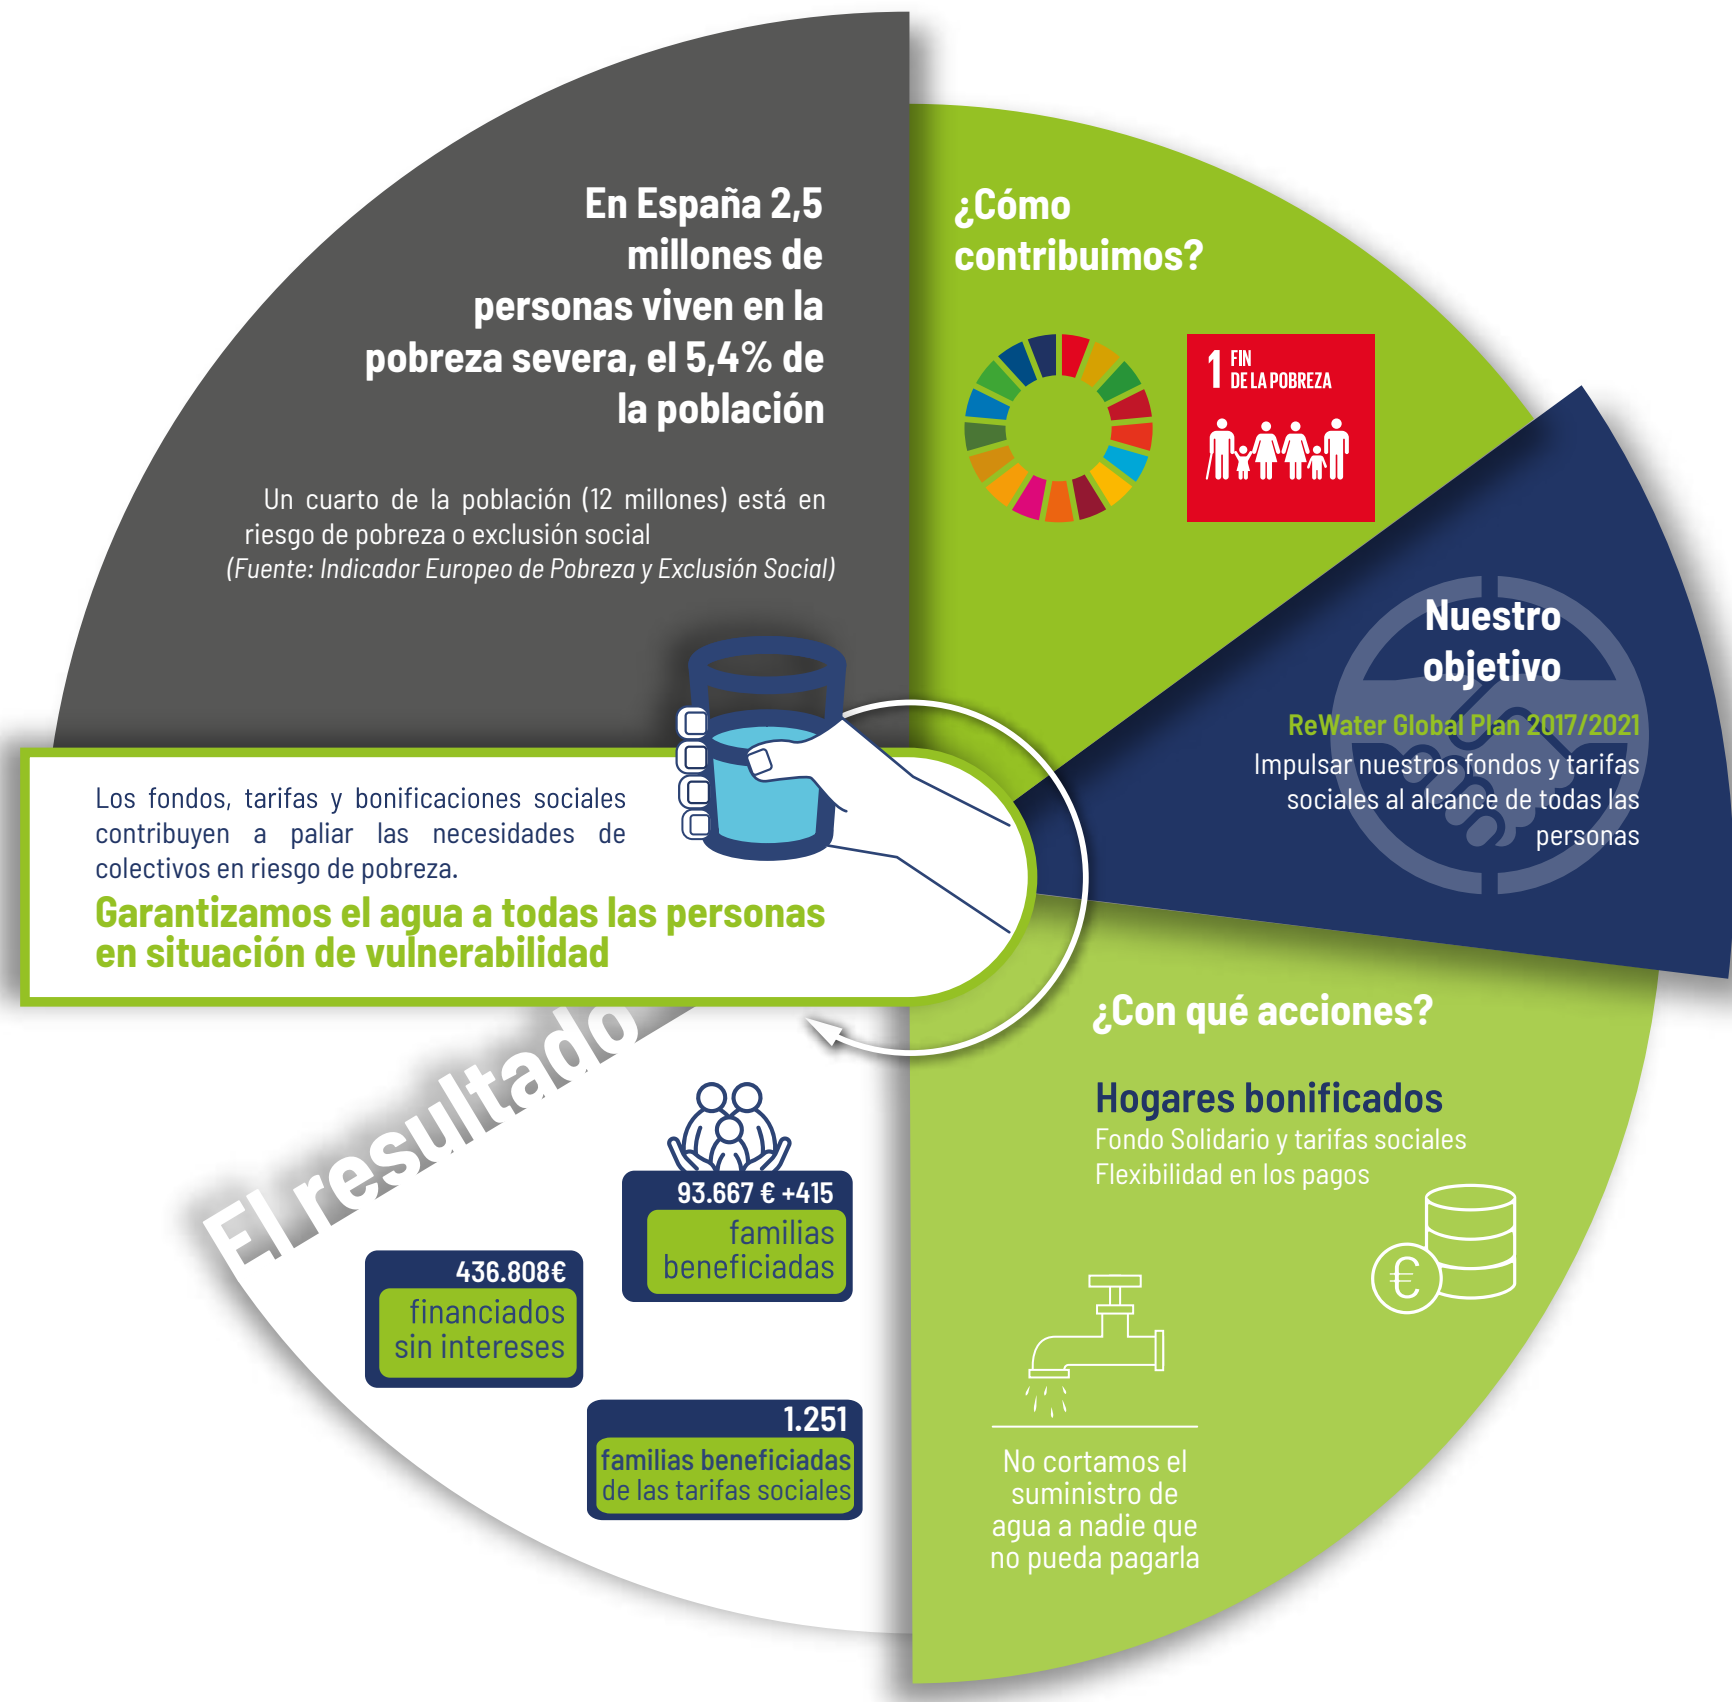 En España 2,5
millones de
personas viven en la
pobreza severa, el 5,4% de
la población
Un cuarto de la población (12 millones) está en
riesgo de pobreza o exclusión social
(Fuente: Indicador Europeo de Pobreza y Exclusión Social)
¿Cómo
contribuimos?
1 FIN
DE LA POBREZA
Nuestro
objetivo
ReWater Global Plan 2017/2021
Impulsar nuestros fondos y tarifas
sociales al alcance de todas las
personas
Los fondos, tarifas y bonificaciones sociales
contribuyen a paliar las necesidades de
colectivos en riesgo de pobreza.
Garantizamos el agua a todas las personas
en situación de vulnerabilidad
¿Con qué acciones?
Hogares bonificados
Fondo Solidario y tarifas sociales
Flexibilidad en los pagos
€
No cortamos el
suministro de
agua a nadie que
no pueda pagarla
El resultado
93.667 € +415
familias
beneficiadas
436.808€
financiados
sin intereses
1.251
familias beneficiadas
de las tarifas sociales